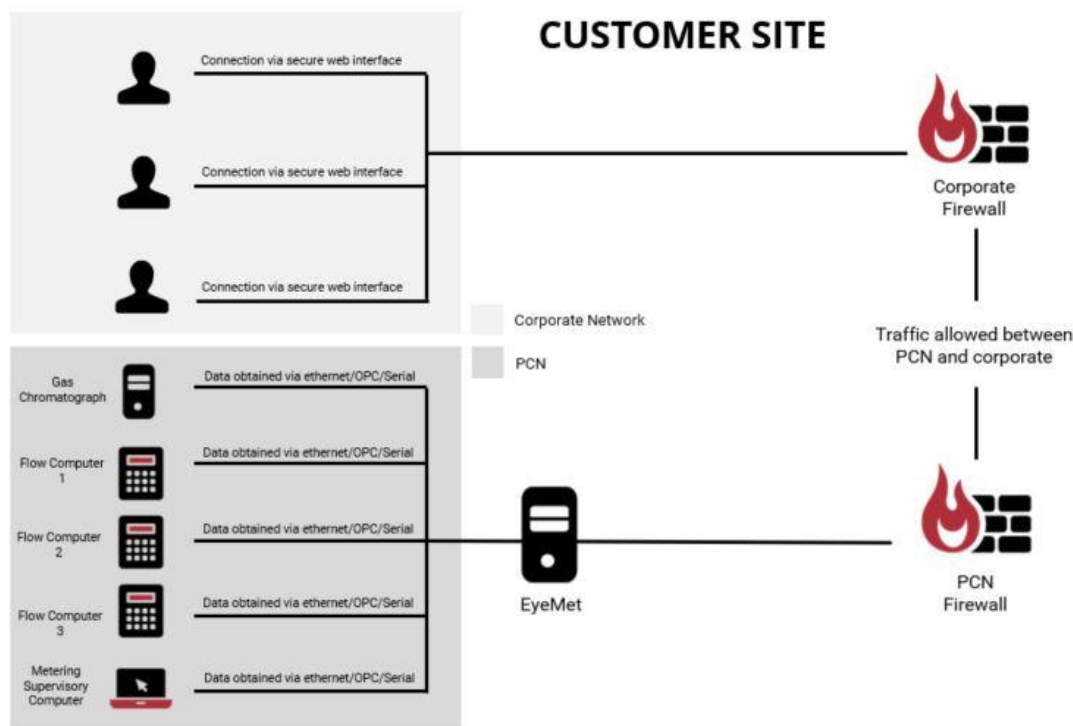 CUSTOMER SITE
Connection via secure web interface
Connection via secure web interface
Connection via secure web interface
Corporate
Firewall
Corporate Network
PCN
Traffic allowed between
PCN and corporate
Gas
Chromatograph
Data obtained via ethernet/OPC/Serial
Flow Computer
1
Data obtained via ethernet/OPC/Serial
Flow Computer
2
Data obtained via ethernet/OPC/Serial
Flow Computer
3
Data obtained via ethernet/OPC/Serial
Metering
Supervisory
Computer
Data obtained via ethernet/OPC/Serial
EyeMet
PCN
Firewall